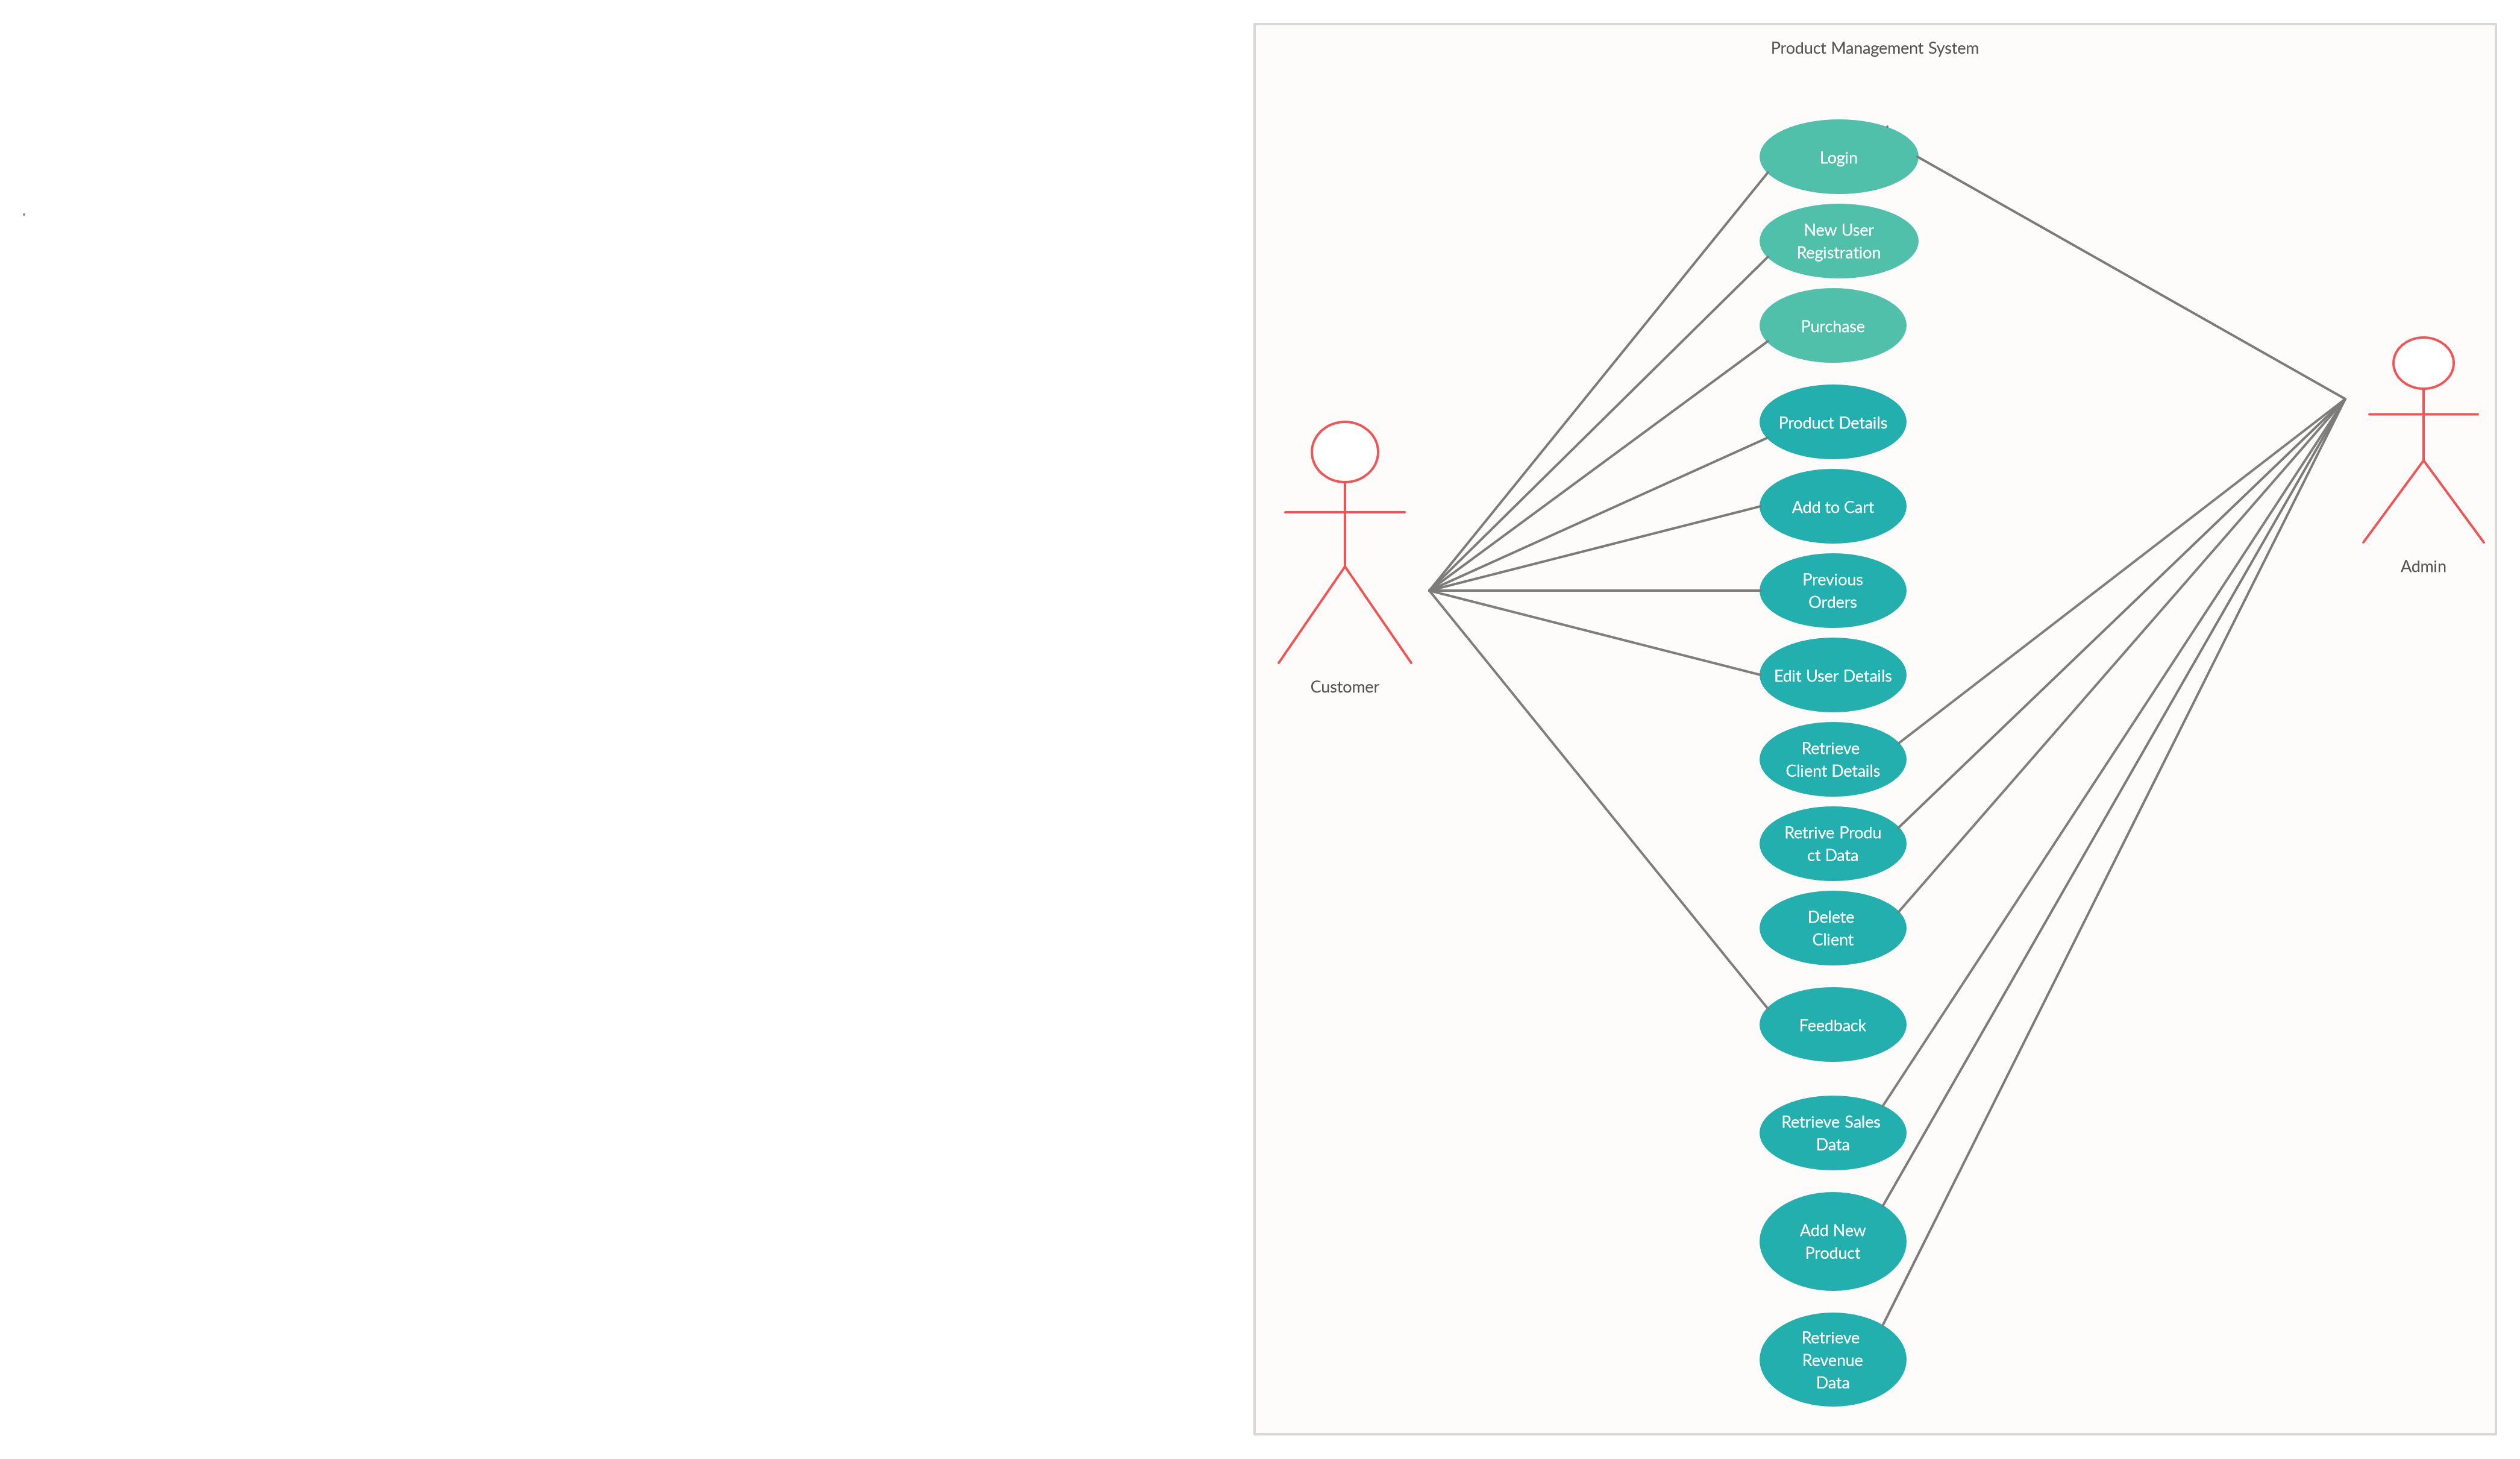 Product Management System
Login
New User
Registration
Purchase
Product Details
Add to Cart
Previous
Orders
Edit User Details
Customer
Admin
Retrieve
Client Details
Retrive Produ
ct Data
Delete
Client
Feedback
Retrieve Sales
Data
Add New
Product
Retrieve
Revenue
Data